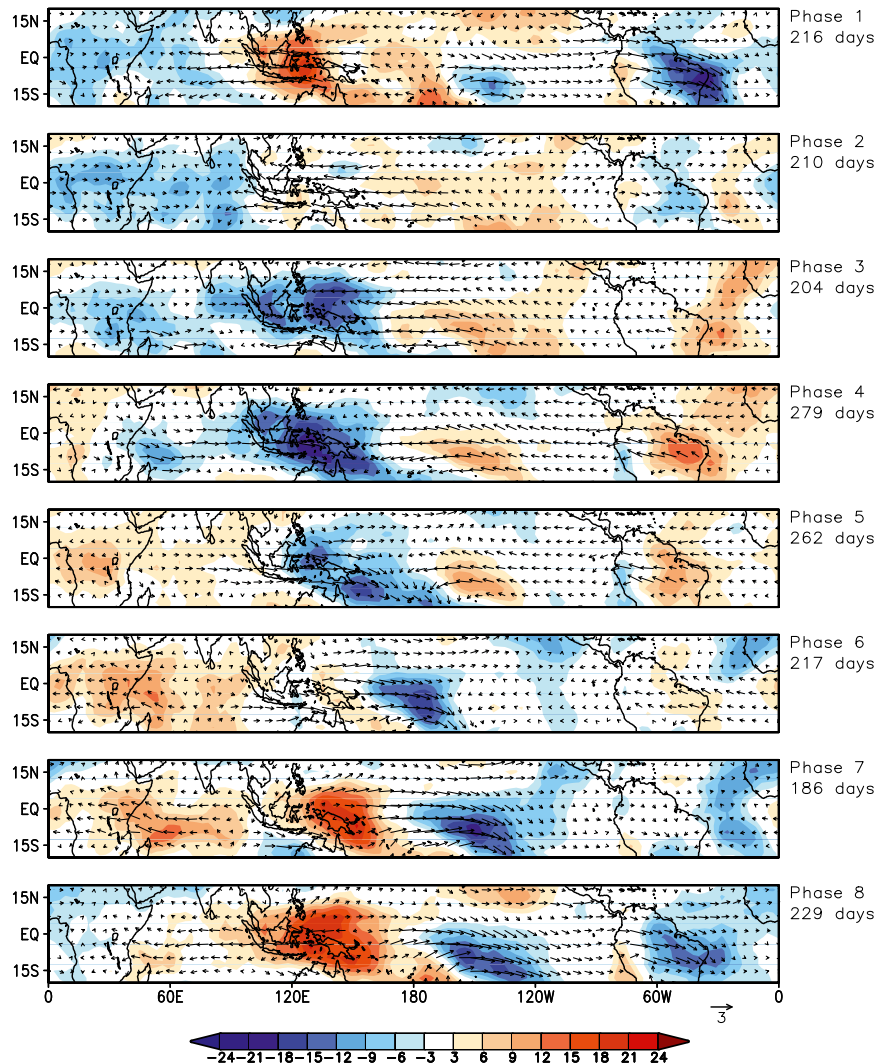 15N
EQ
15S
Phase 1
216 days
15N
EQ
15S
Phase 2
210 days
15N
EQ
15S
Phase 3
204 days
15N
EQ
15S
Phase 4
279 days
15N
EQ
15S
Phase 5
262 days
15N
EQ
15S
Phase 6
217 days
15N
EQ
15S
Phase 7
186 days
15N
EQ
15S
Phase 8
229 days
0 60E 120E 180 120W 60W 0
3
-24 -21 -18 -15 -12 -9 -6 -3 3 6 9 12 15 18 21 24